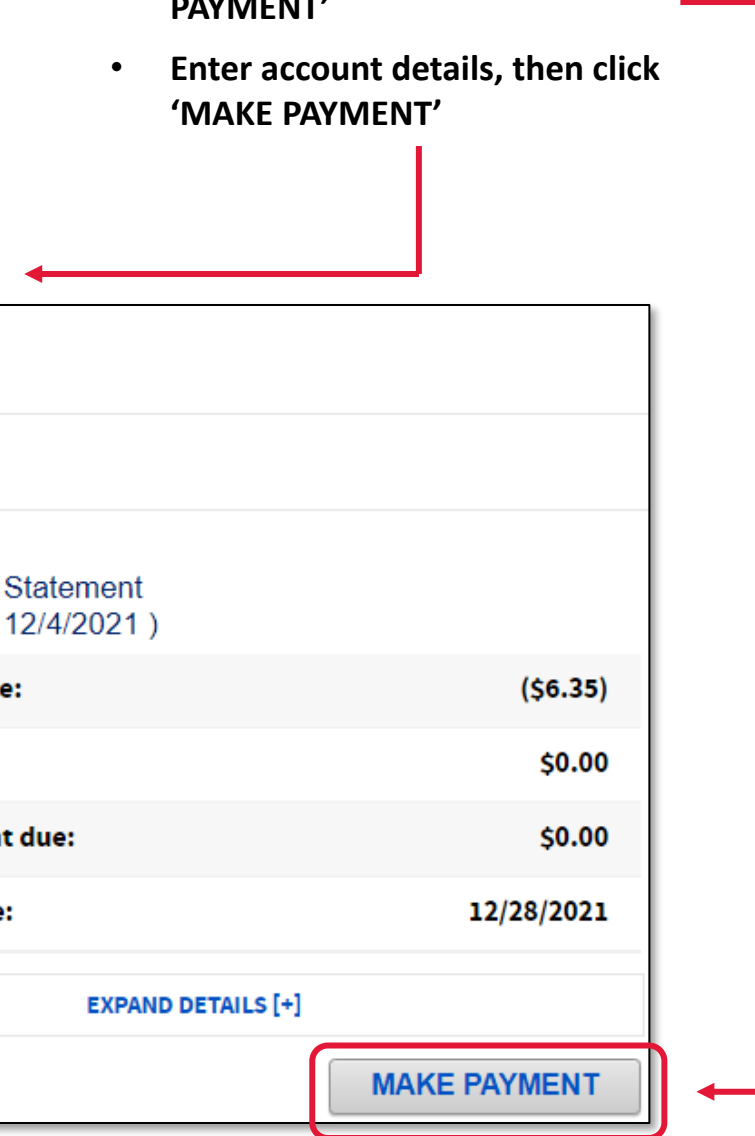 PAYMENT’
• Enter account details, then click
‘MAKE PAYMENT’
Statement
12/4/2021 )
e: ($6.35)
$0.00
t due: $0.00
e: 12/28/2021
EXPAND DETAILS [+]
MAKE PAYMENT